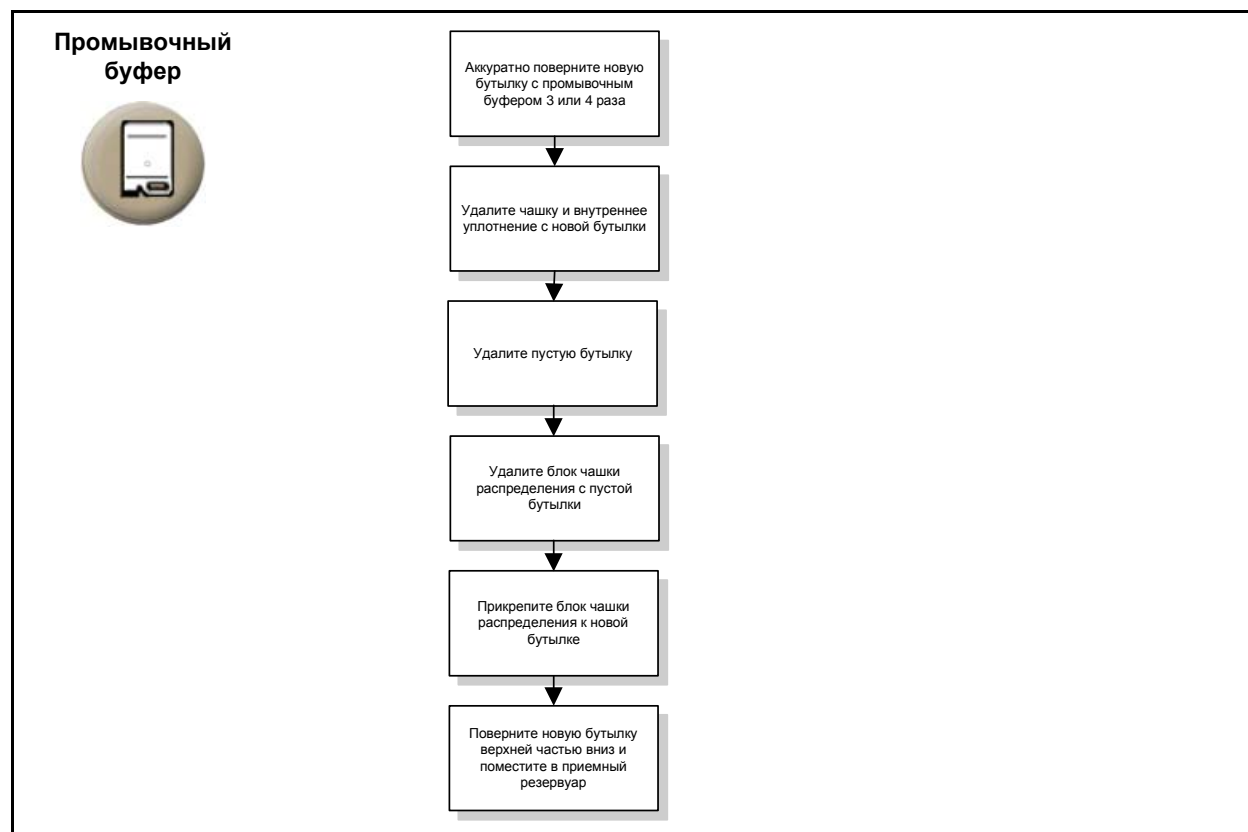 Промывочный
буфер
Аккуратно поверните новую
бутылку с промывочным
буфером 3 или 4 раза
Удалите чашку и внутреннее
уплотнение с новой бутылки
Удалите пустую бутылку
Удалите блок чашки
распределения с пустой
бутылки
Прикрепите блок чашки
распределения к новой
бутылке
Поверните новую бутылку
верхней частью вниз и
поместите в приемный
резервуар